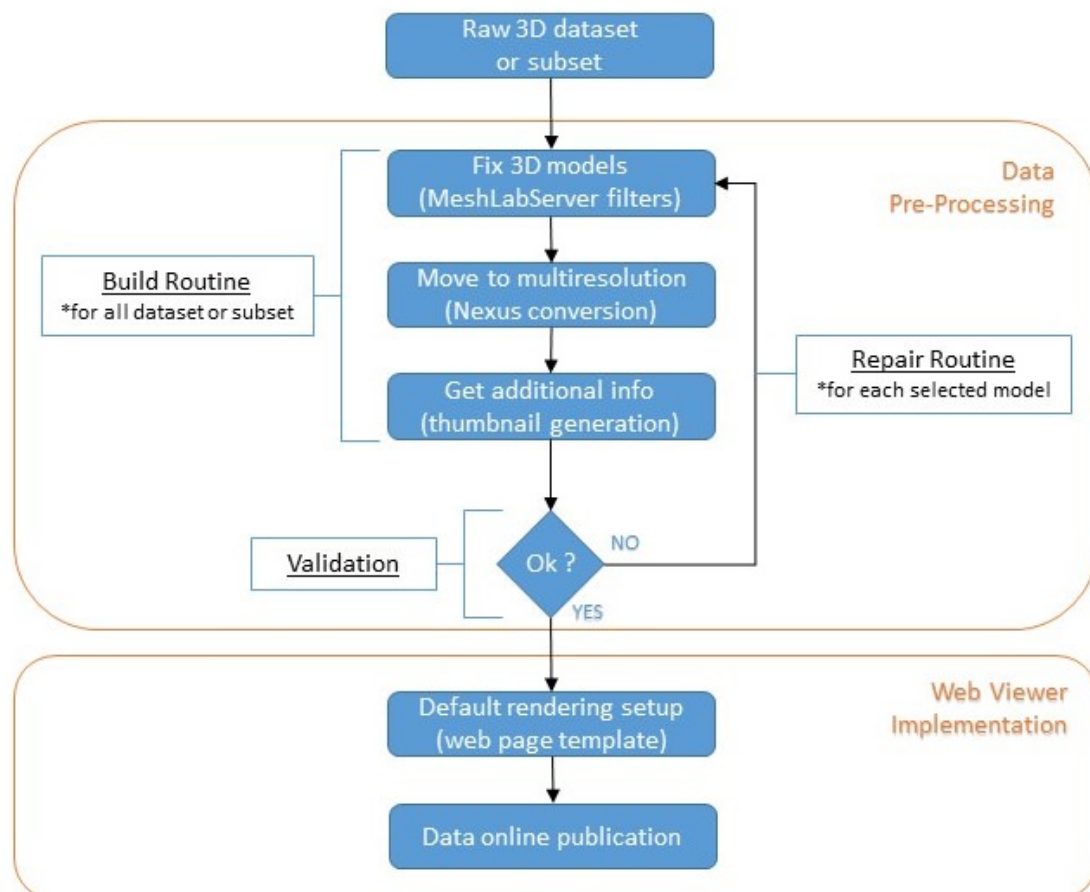 Raw 3D dataset
or subset
Data
Pre-Processing
Fix 3D models
(MeshLabServer filters)
Build Routine
*for all dataset or subset
Move to multiresolution
(Nexus conversion)
Repair Routine
*for each selected model
Get additional info
(thumbnail generation)
Validation
Ok ?
NO
YES
Web Viewer
Implementation
Default rendering setup
(web page template)
Data online publication